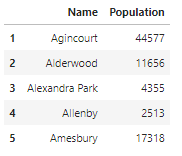 Name Population
1 Agincourt 44577
2 Alderwood 11656
3 Alexandra Park 4355
4 Allenby 2513
5 Amesbury 17318